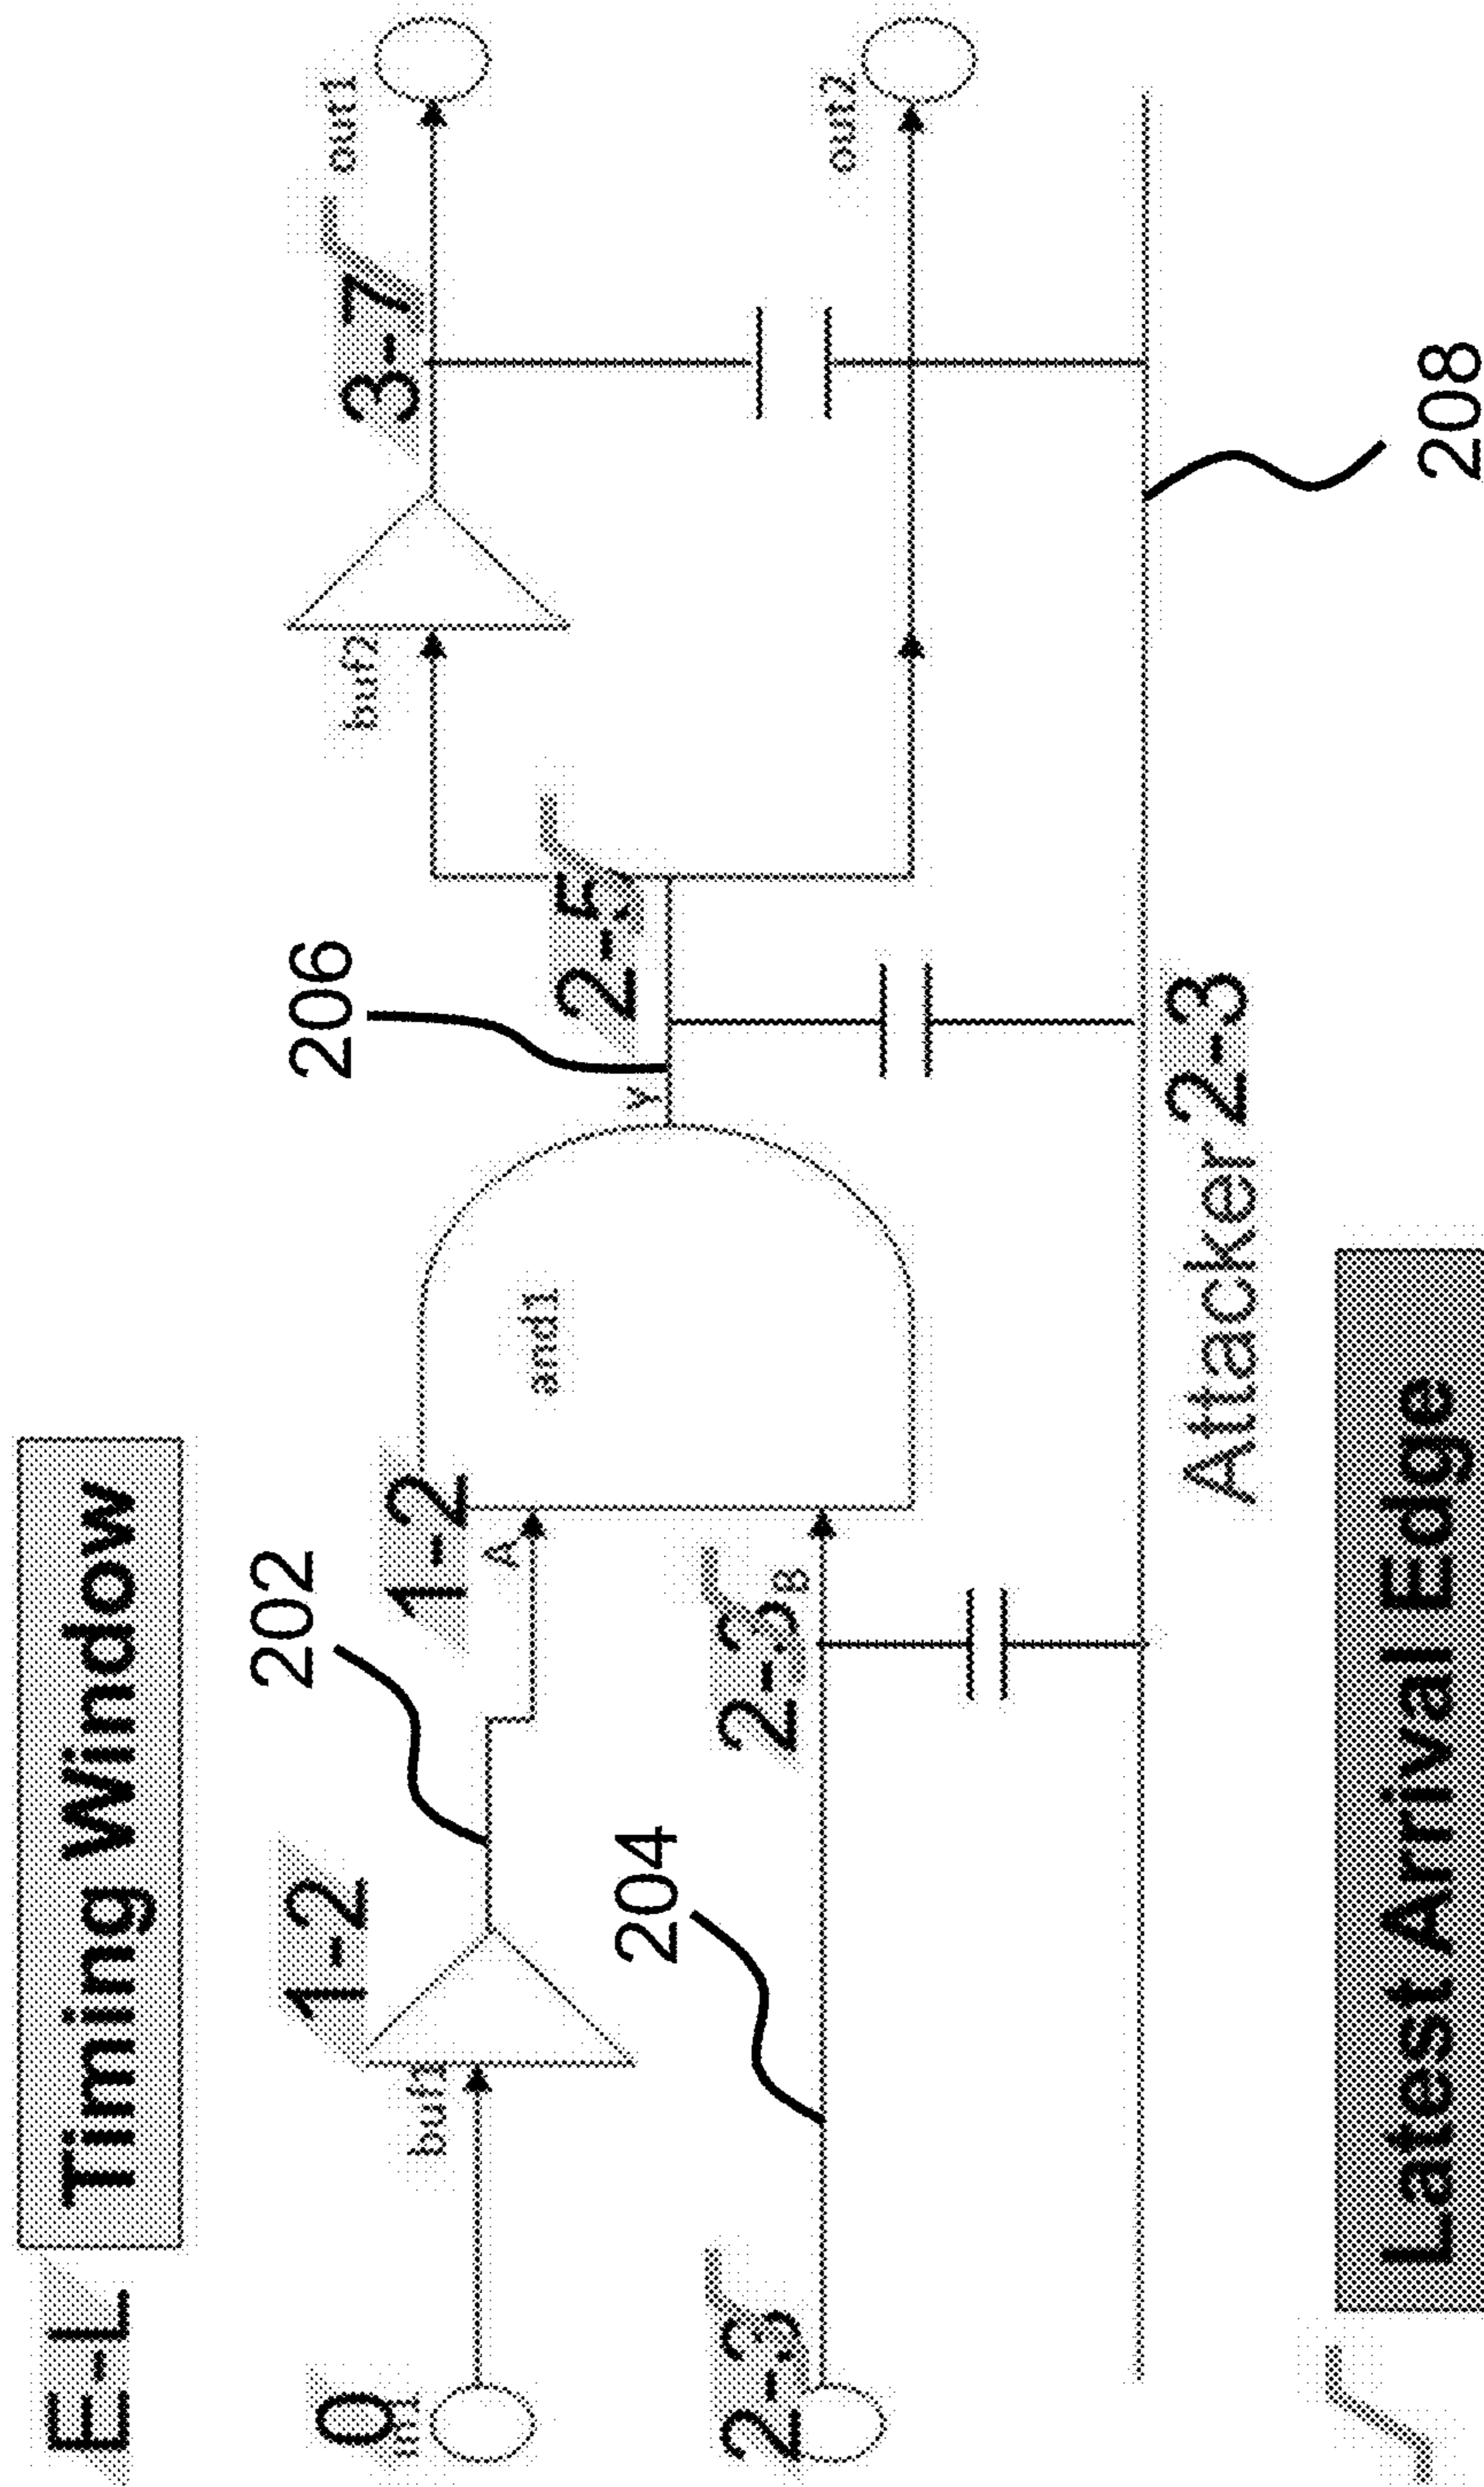 E-L Timing Window
0
in1
buf1
1-2
202
1-2
A
and1
206
Y
2-5
buf2
3-7
out1
2-3
204
2-3
B
out2
Attacker 2-3
208
Latest Arrival Edge